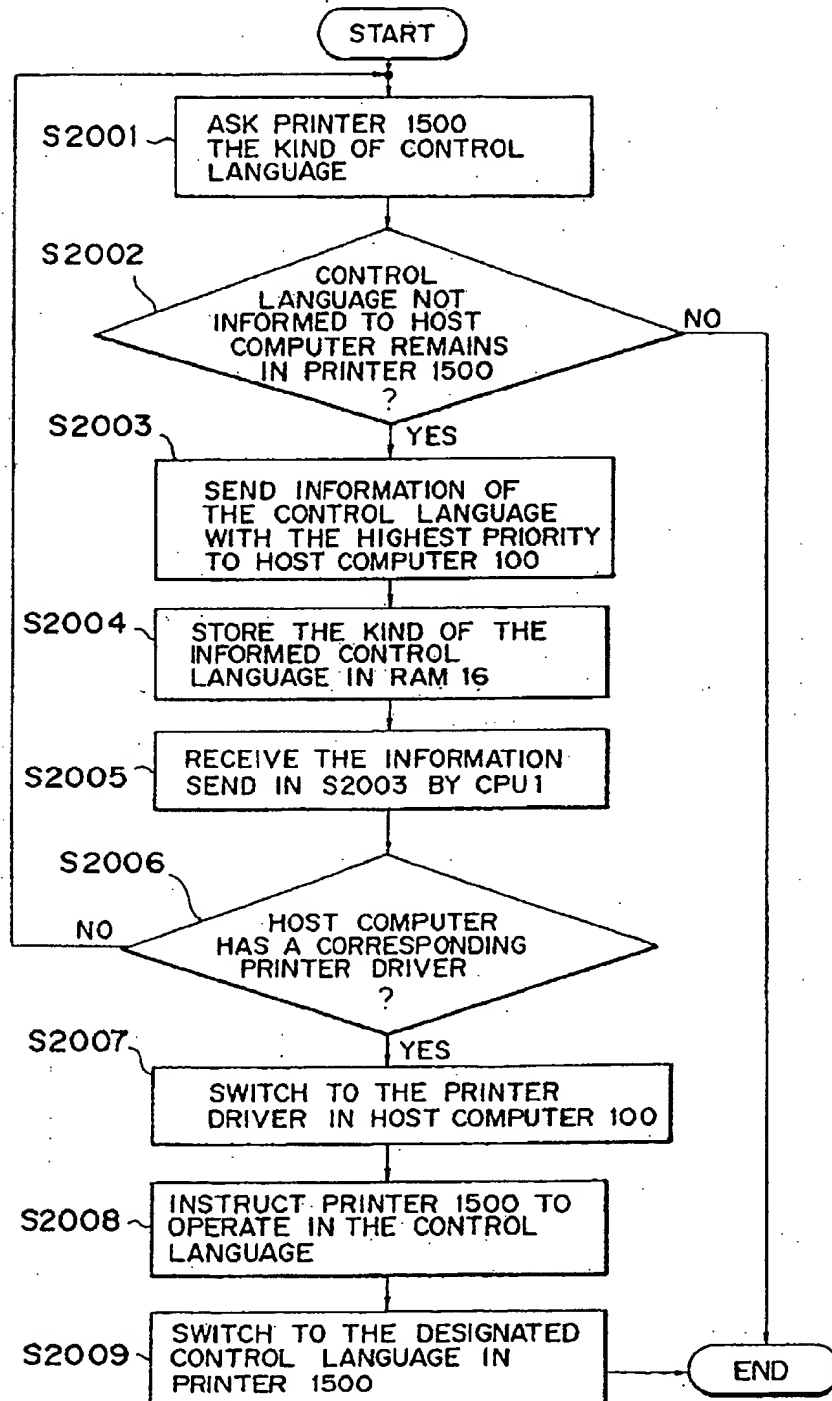 START
S2001
ASK PRINTER 1500
THE KIND OF CONTROL
LANGUAGE
S2002
CONTROL
LANGUAGE NOT
INFORMED TO HOST
COMPUTER REMAINS
IN PRINTER 1500
?
NO
YES
S2003
SEND INFORMATION OF
THE CONTROL LANGUAGE
WITH THE HIGHEST PRIORITY
TO HOST COMPUTER 100
S2004
STORE THE KIND OF THE
INFORMED CONTROL
LANGUAGE IN RAM 16
S2005
RECEIVE THE INFORMATION
SEND IN S2003 BY CPU1
S2006
HOST COMPUTER
HAS A CORRESPONDING
PRINTER DRIVER
?
NO
YES
S2007
SWITCH TO THE PRINTER
DRIVER IN HOST COMPUTER 100
S2008
INSTRUCT PRINTER 1500 TO
OPERATE IN THE CONTROL
LANGUAGE
S2009
SWITCH TO THE DESIGNATED
CONTROL LANGUAGE IN
PRINTER 1500
END